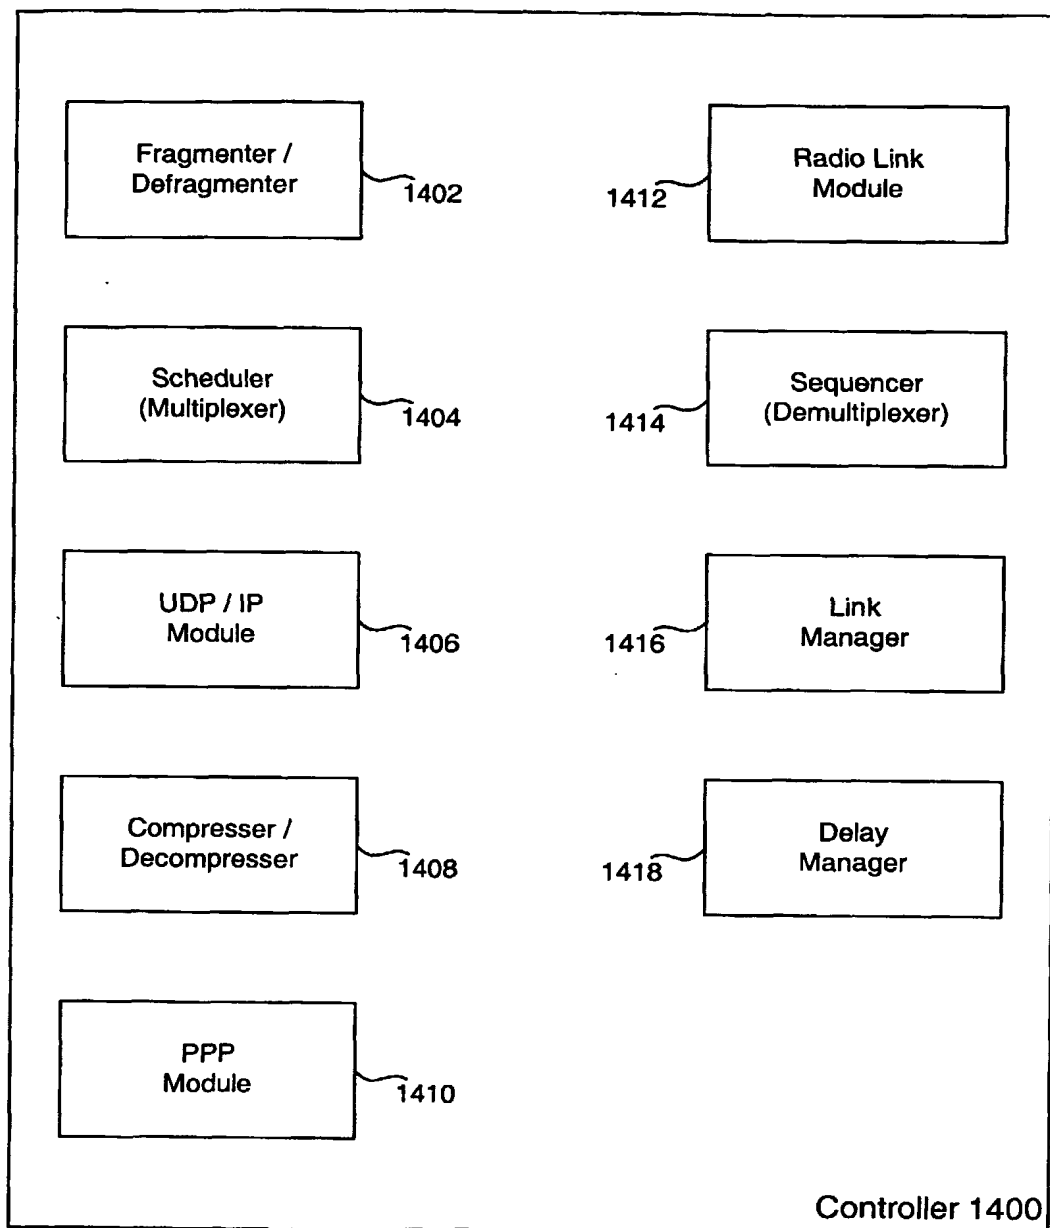 Fragmenter /
Defragmenter
1402
Radio Link
Module
1412
Scheduler
(Multiplexer)
1404
Sequencer
(Demultiplexer)
1414
UDP / IP
Module
1406
Link
Manager
1416
Compresser /
Decompresser
1408
Delay
Manager
1418
PPP
Module
1410
Controller 1400